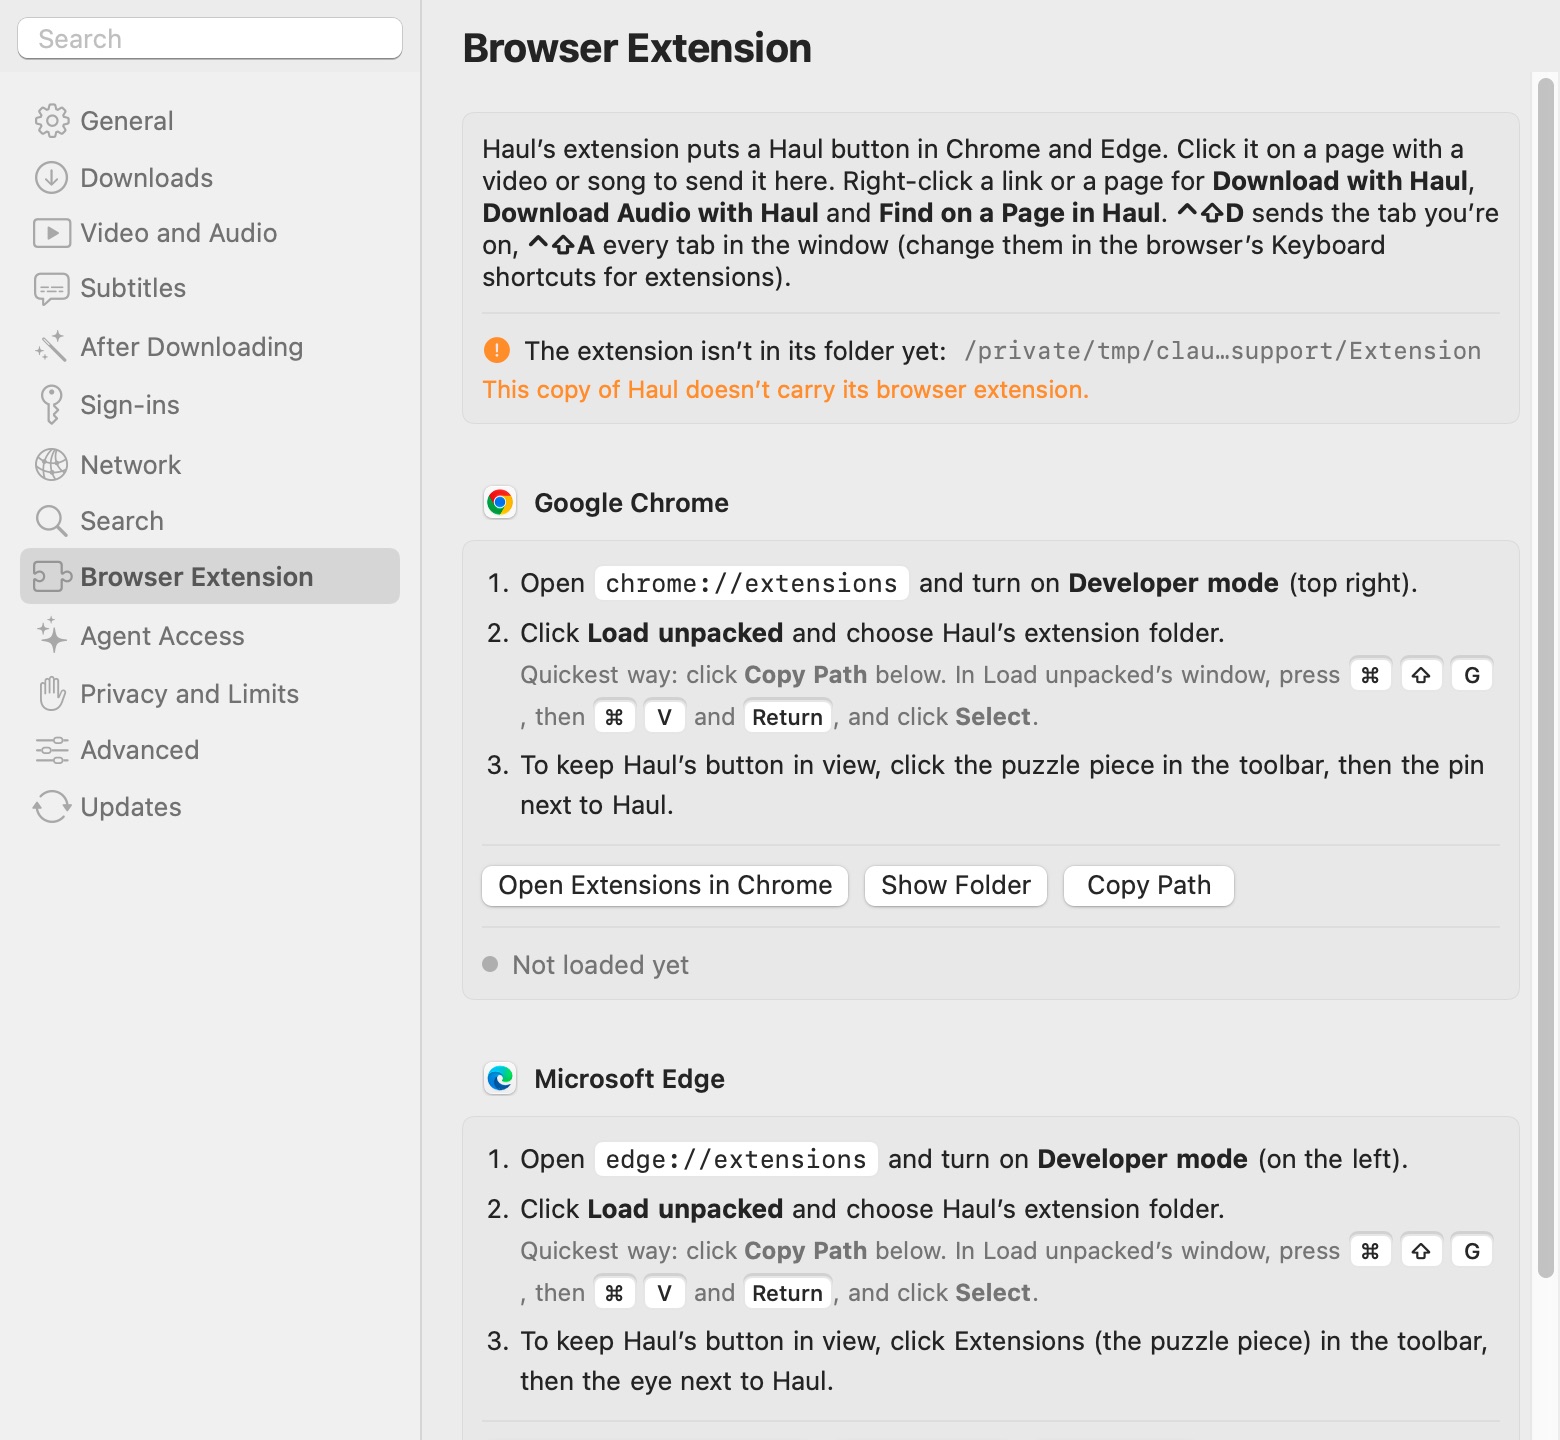 Search
General
Downloads
Video and Audio
Subtitles
After Downloading
Sign-ins
Network
Search
Browser Extension
Agent Access
Privacy and Limits
Advanced
Updates
Browser Extension
Haul’s extension puts a Haul button in Chrome and Edge. Click it on a page with a
video or song to send it here. Right-click a link or a page for Download with Haul,
Download Audio with Haul and Find on a Page in Haul. ⌃⇧D sends the tab you’re
on, ⌃⇧A every tab in the window (change them in the browser’s Keyboard
shortcuts for extensions).
The extension isn’t in its folder yet: /private/tmp/clau…support/Extension
This copy of Haul doesn’t carry its browser extension.
Google Chrome
1. Open chrome://extensions and turn on Developer mode (top right).
2. Click Load unpacked and choose Haul’s extension folder.
Quickest way: click Copy Path below. In Load unpacked’s window, press ⌘ ⇧ G
, then ⌘ V and Return, and click Select.
3. To keep Haul’s button in view, click the puzzle piece in the toolbar, then the pin
next to Haul.
Open Extensions in Chrome Show Folder Copy Path
Not loaded yet
Microsoft Edge
1. Open edge://extensions and turn on Developer mode (on the left).
2. Click Load unpacked and choose Haul’s extension folder.
Quickest way: click Copy Path below. In Load unpacked’s window, press ⌘ ⇧ G
, then ⌘ V and Return, and click Select.
3. To keep Haul’s button in view, click Extensions (the puzzle piece) in the toolbar,
then the eye next to Haul.